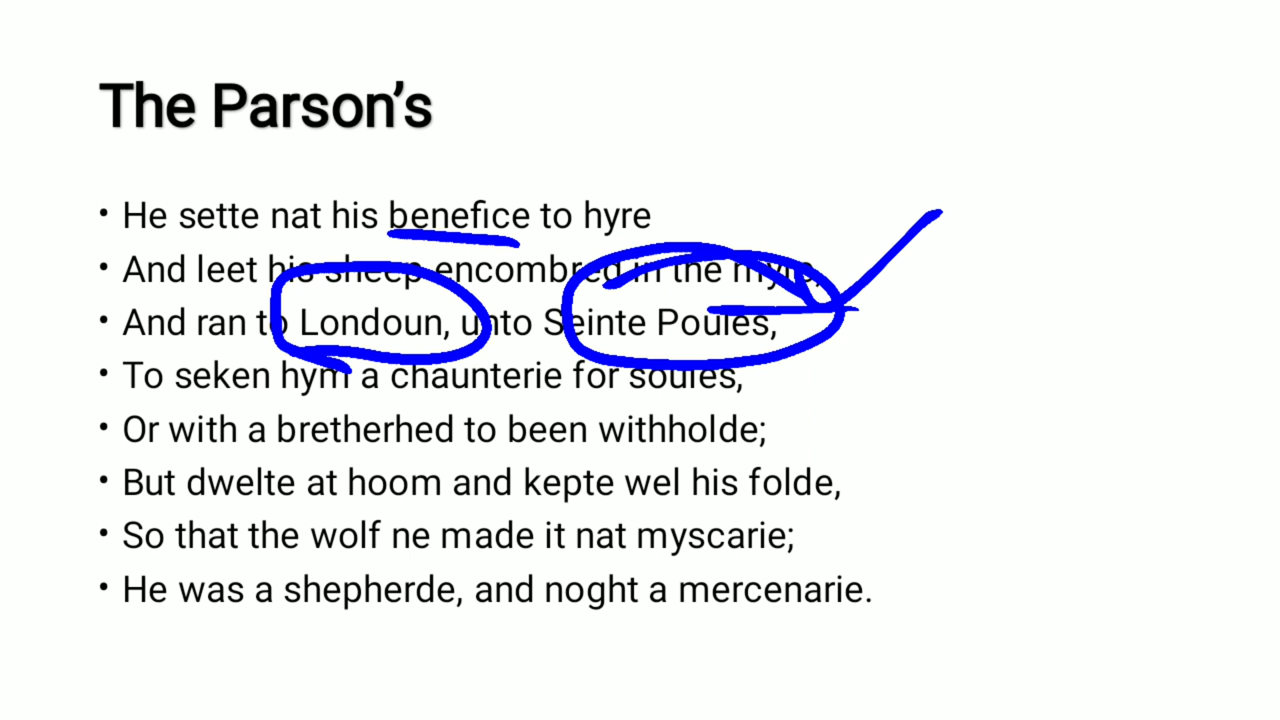 The Parson’s
• He sette nat his benefice to hyre
• And leet his sheep encombred in the myre,
• And ran to Londoun, unto Seinte Poules,
• To seken hym a chaunterie for soules,
• Or with a bretherhed to been withholde;
• But dwelte at hoom and kepte wel his folde,
• So that the wolf ne made it nat myscarie;
• He was a shepherde, and noght a mercenarie.